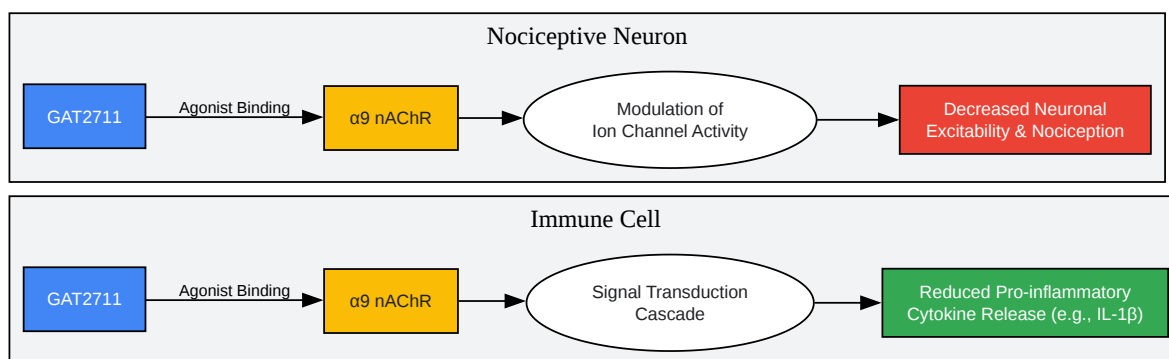 Nociceptive Neuron
GAT2711
Agonist Binding
α9 nAChR
Modulation of
Ion Channel Activity
Decreased Neuronal
Excitability & Nociception
Immune Cell
GAT2711
Agonist Binding
α9 nAChR
Signal Transduction
Cascade
Reduced Pro-inflammatory
Cytokine Release (e.g., IL-1β)